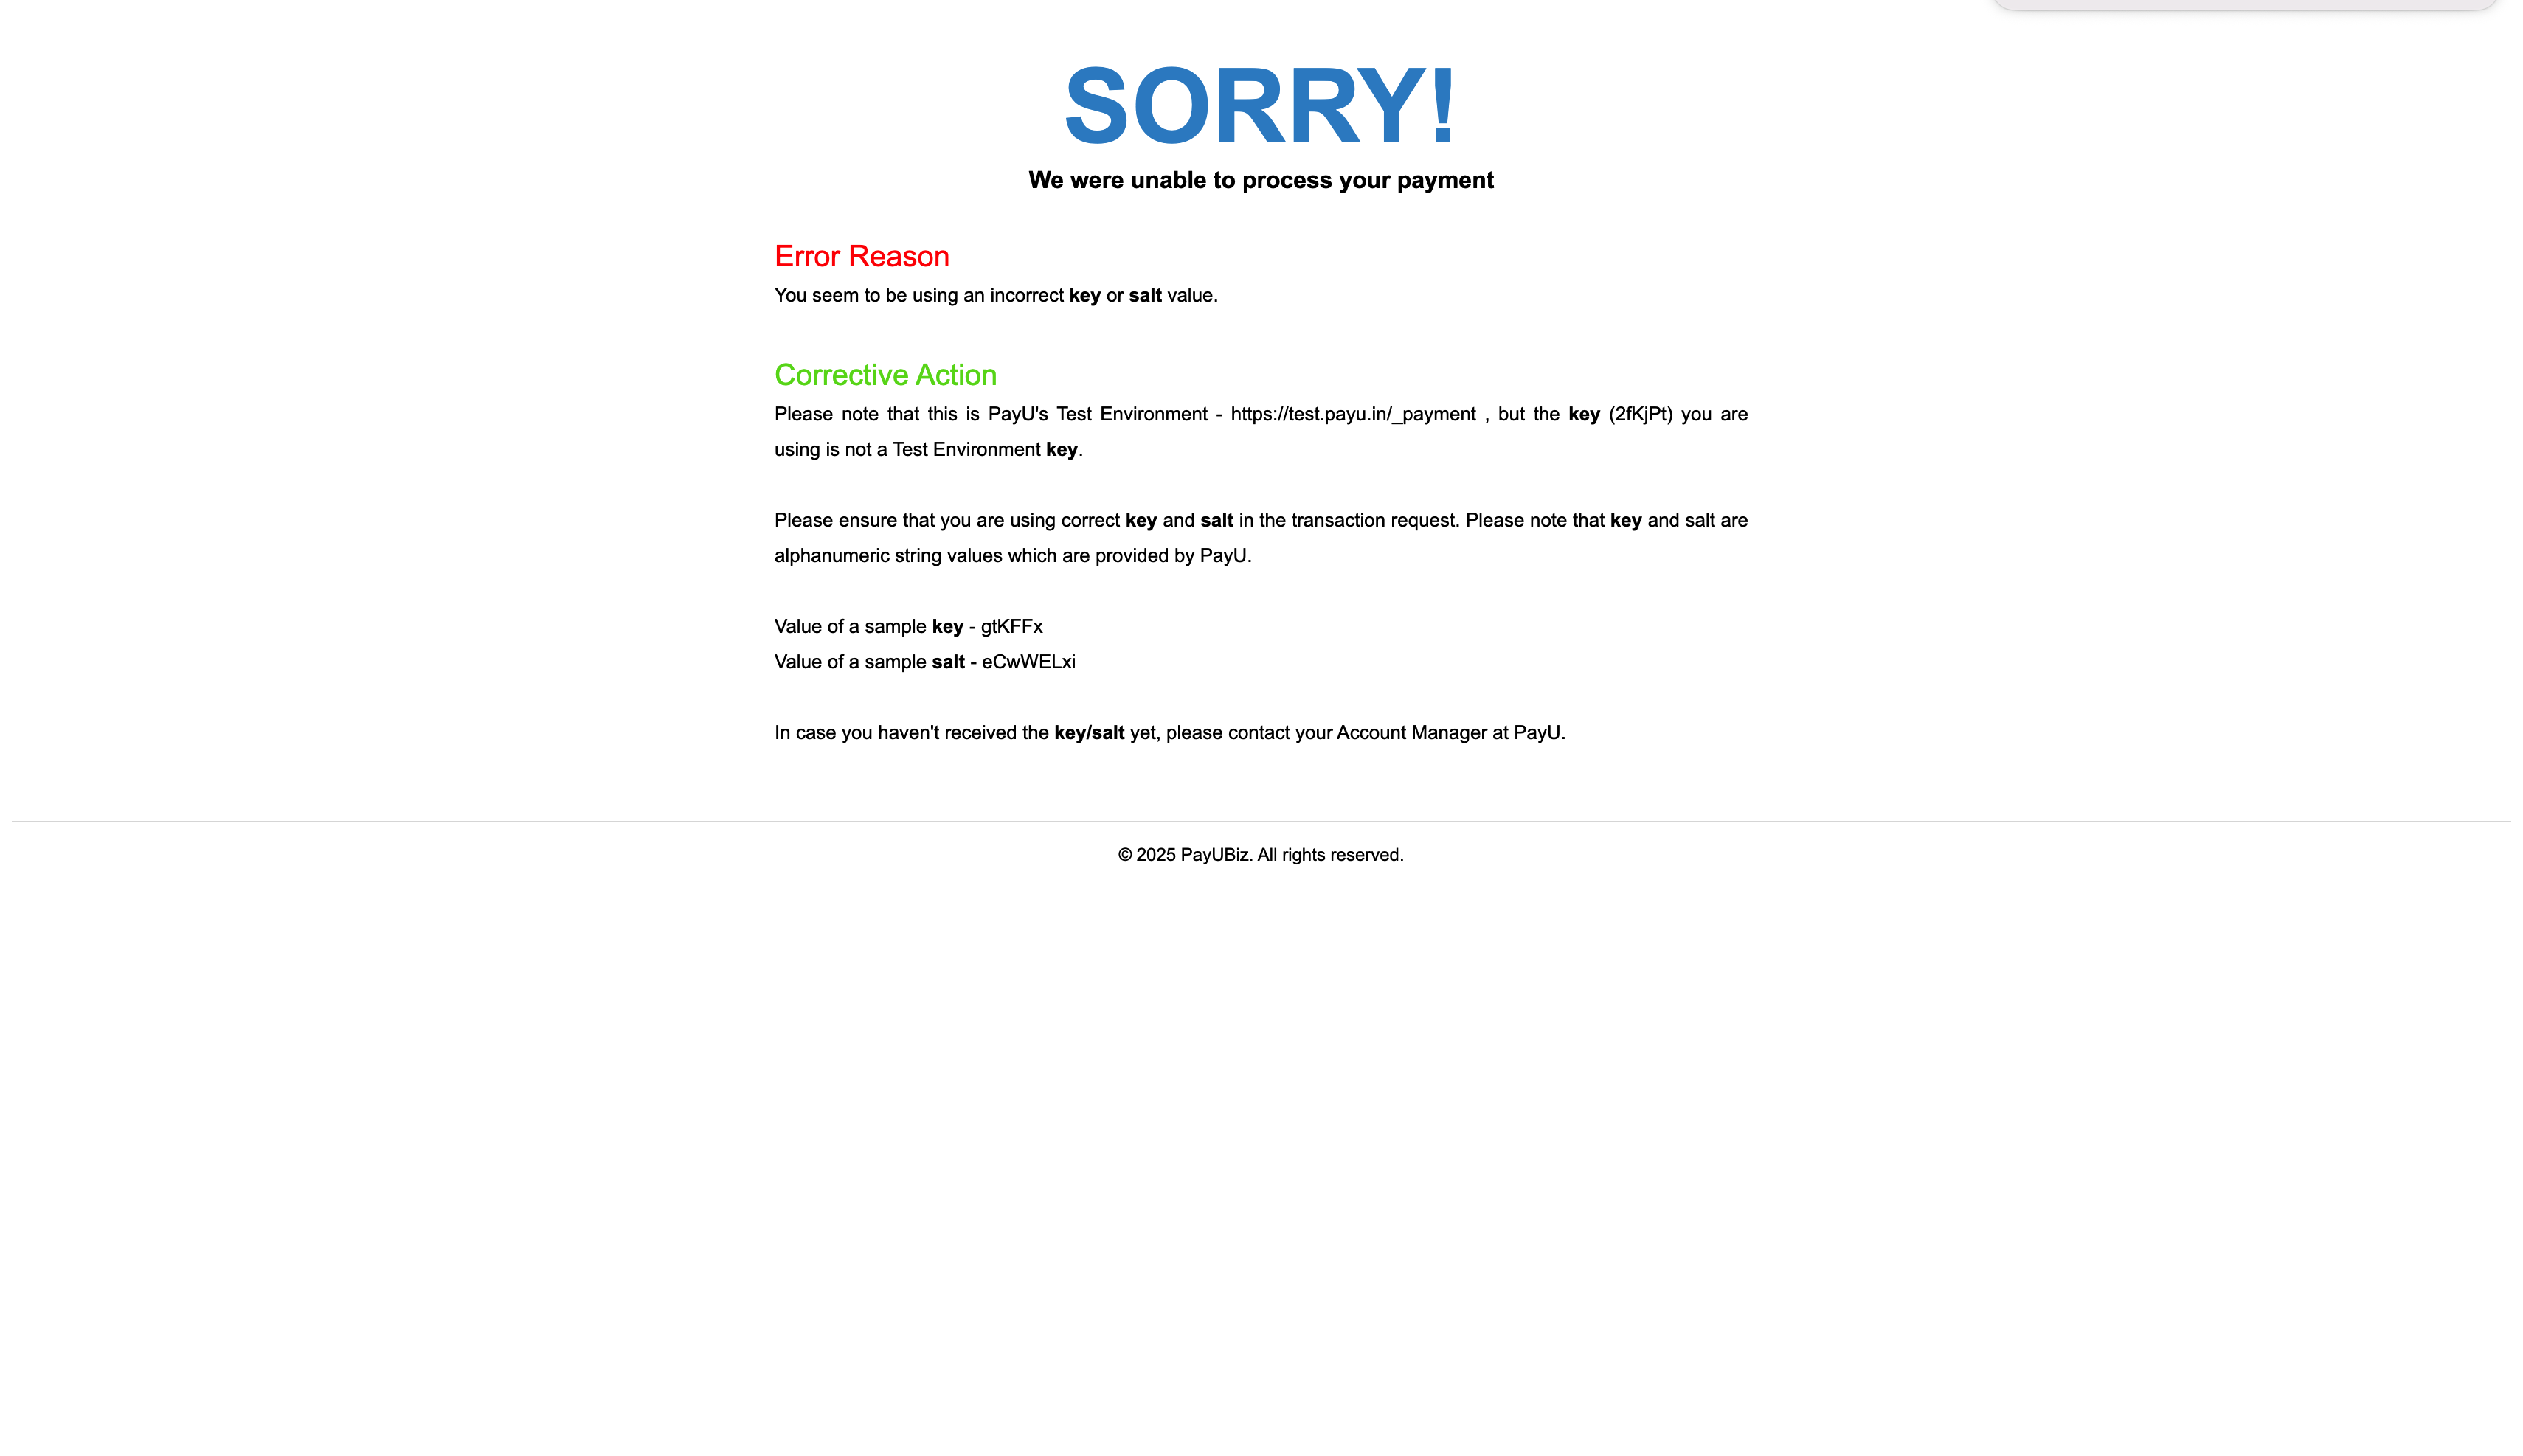 SORRY!
We were unable to process your payment
Error Reason
You seem to be using an incorrect key or salt value.
Corrective Action
Please note that this is PayU's Test Environment - https://test.payu.in/_payment , but the key (2fKjPt) you are
using is not a Test Environment key.
Please ensure that you are using correct key and salt in the transaction request. Please note that key and salt are
alphanumeric string values which are provided by PayU.
Value of a sample key - gtKFFx
Value of a sample salt - eCwWELxi
In case you haven't received the key/salt yet, please contact your Account Manager at PayU.
© 2025 PayUBiz. All rights reserved.